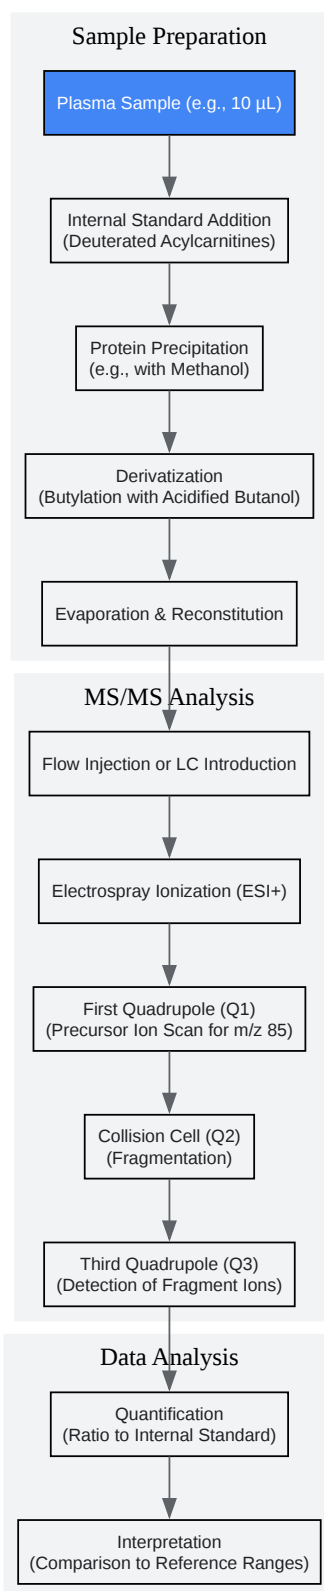 Sample Preparation
Plasma Sample (e.g., 10 µL)
Internal Standard Addition
(Deuterated Acylcarnitines)
Protein Precipitation
(e.g., with Methanol)
Derivatization
(Butylation with Acidified Butanol)
Evaporation & Reconstitution
MS/MS Analysis
Flow Injection or LC Introduction
Electrospray Ionization (ESI+)
First Quadrupole (Q1)
(Precursor Ion Scan for m/z 85)
Collision Cell (Q2)
(Fragmentation)
Third Quadrupole (Q3)
(Detection of Fragment Ions)
Data Analysis
Quantification
(Ratio to Internal Standard)
Interpretation
(Comparison to Reference Ranges)